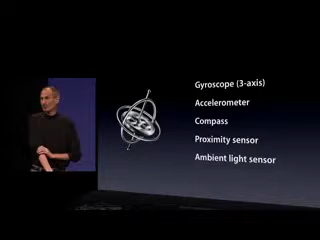 Gyroscope (3-axis)
Accelerometer
Compass
Proximity sensor
Ambient light sensor